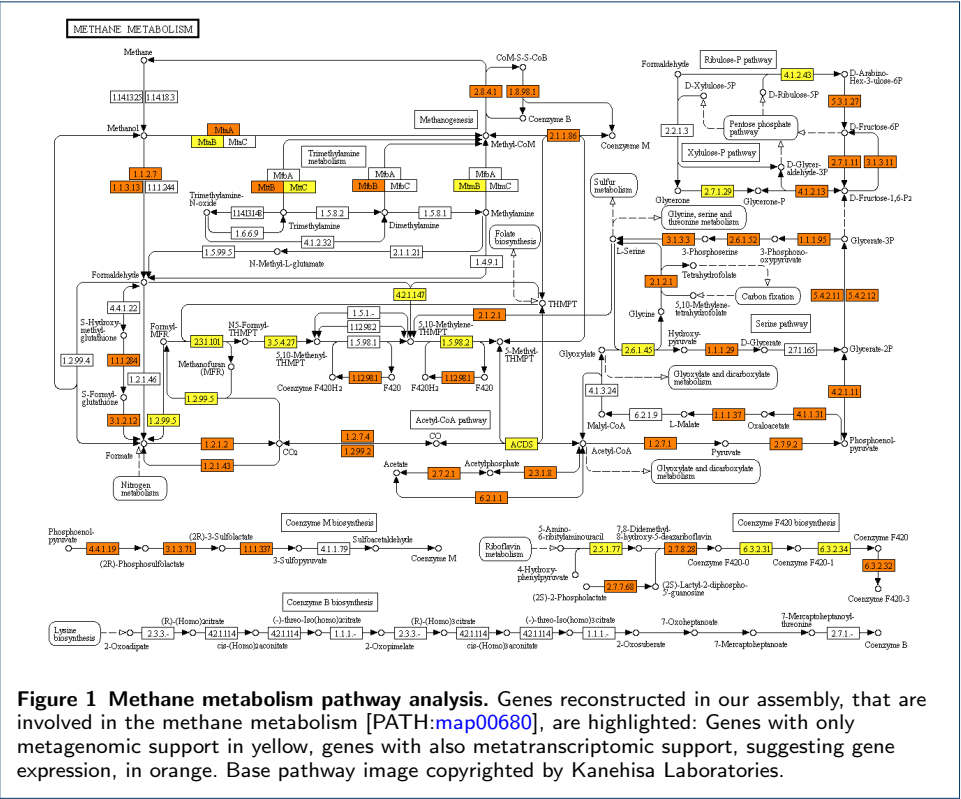 METHANE METABOLISM
Methane
CoM-S-S-CoB
Ribulose-P pathway
Formaldehyde
4.1.2.43
D-Arabino-
Hex-3-ulose-6P
D-Xylulose-5P
D-Ribulose-5P
1.14.13.25
1.14.18.3
2.8.4.1
1.8.98.1
5.3.1.27
Coenzyme B
Methanogenesis
Pentose phosphate
pathway
Methanol
MtaA
MtaB
MtaC
Methyl-CoM
2.1.1.86
Coenzyme M
2.2.1.3
D-Fructose-6P
Xylulose-P pathway
2.7.1.11
3.1.3.11
Trimethylamine
metabolism
MtbA
MttB
MttC
MtbA
MtbB
MtbC
MtbA
MtmB
MtmC
D-Glycer-
aldehyde-3P
1.1.2.7
1.1.3.13
1.1.1.244
Sulfur
metabolism
Glycerone
2.7.1.29
Glycerone-P
4.1.2.13
D-Fructose-1,6-P2
Trimethylamine-
N-oxide
1.14.13.148
Trimethylamine
1.5.8.2
Dimethylamine
1.5.8.1
Methylamine
1.6.6.9
4.1.2.32
Glycine, serine and
threonine metabolism
Folate
biosynthesis
1.5.99.5
N-Methyl-L-glutamate
2.1.1.21
1.4.9.1
L-Serine
3.1.3.3
3-Phosphoserine
2.6.1.52
3-Phosphono-
oxypyruvate
1.1.1.95
Glycerate-3P
Formaldehyde
Tetrahydrofolate
2.1.2.1
4.2.1.147
THMPT
Carbon fixation
5.4.2.11
5.4.2.12
5,10-Methylene-
tetrahydrofolate
4.4.1.22
1.5.1.-
2.1.2.1
Glycine
Serine pathway
S-Hydroxy-
methyl-
glutathione
Formyl-
MFR
N5-Formyl-
THMPT
1.12.98.2
5,10-Methylene-
THMPT
Hydroxy-
pyruvate
D-Glycerate
2.3.1.101
3.5.4.27
1.5.98.1
1.5.98.2
Glyoxylate
2.6.1.45
1.1.1.29
2.7.1.165
Glycerate-2P
1.2.99.4
1.1.1.284
Methanofuran
(MFR)
5,10-Methenyl-
THMPT
5-Methyl-
THMPT
1.2.1.46
1.12.98.1
1.12.98.1
Glyoxylate and dicarboxylate
metabolism
Coenzyme F420H2
F420
F420H2
F420
S-Formyl-
glutathione
1.2.99.5
4.1.3.24
4.2.1.11
3.1.2.12
1.2.99.5
Acetyl-CoA pathway
Malyl-CoA
6.2.1.9
L-Malate
1.1.1.37
Oxaloacetate
4.1.1.31
Formate
1.2.1.2
CO2
1.2.7.4
1.2.99.2
CO
ACDS
Acetyl-CoA
1.2.7.1
Pyruvate
2.7.9.2
Phosphoenol-
pyruvate
1.2.1.43
Acetate
2.7.2.1
Acetylphosphate
2.3.1.8
Glyoxylate and dicarboxylate
metabolism
Nitrogen
metabolism
6.2.1.1
Coenzyme M biosynthesis
Phosphoenol-
pyruvate
4.4.1.19
(2R)-Phosphosulfolactate
3.1.3.71
(2R)-3-Sulfolactate
1.1.1.337
3-Sulfopyruvate
4.1.1.79
Sulfoacetaldehyde
Coenzyme M
Coenzyme F420 biosynthesis
5-Amino-
6-ribitylaminouracil
7,8-Didemethyl-
8-hydroxy-5-deazariboflavin
Riboflavin
metabolism
2.5.1.77
2.7.8.28
Coenzyme F420-0
6.3.2.31
Coenzyme F420-1
6.3.2.34
Coenzyme F420
4-Hydroxy-
phenylpyruvate
6.3.2.32
2.7.7.68
(2S)-2-Phospholactate
(2S)-Lactyl-2-diphospho-
5'-guanosine
Coenzyme F420-3
Coenzyme B biosynthesis
Lysine
biosynthesis
2-Oxoadipate
2.3.3.-
(R)-(Homo)2citrate
4.2.1.114
cis-(Homo)2aconitate
4.2.1.114
(-)-threo-Iso(homo)2citrate
1.1.1.-
2-Oxopimelate
2.3.3.-
(R)-(Homo)3citrate
4.2.1.114
cis-(Homo)3aconitate
4.2.1.114
(-)-threo-Iso(homo)3citrate
1.1.1.-
2-Oxosuberate
7-Oxoheptanoate
7-Mercaptoheptanoate
7-Mercaptoheptanoyl-
threonine
2.7.1.-
Coenzyme B
Figure 1 Methane metabolism pathway analysis. Genes reconstructed in our assembly, that are
involved in the methane metabolism [PATH:map00680], are highlighted: Genes with only
metagenomic support in yellow, genes with also metatranscriptomic support, suggesting gene
expression, in orange. Base pathway image copyrighted by Kanehisa Laboratories.